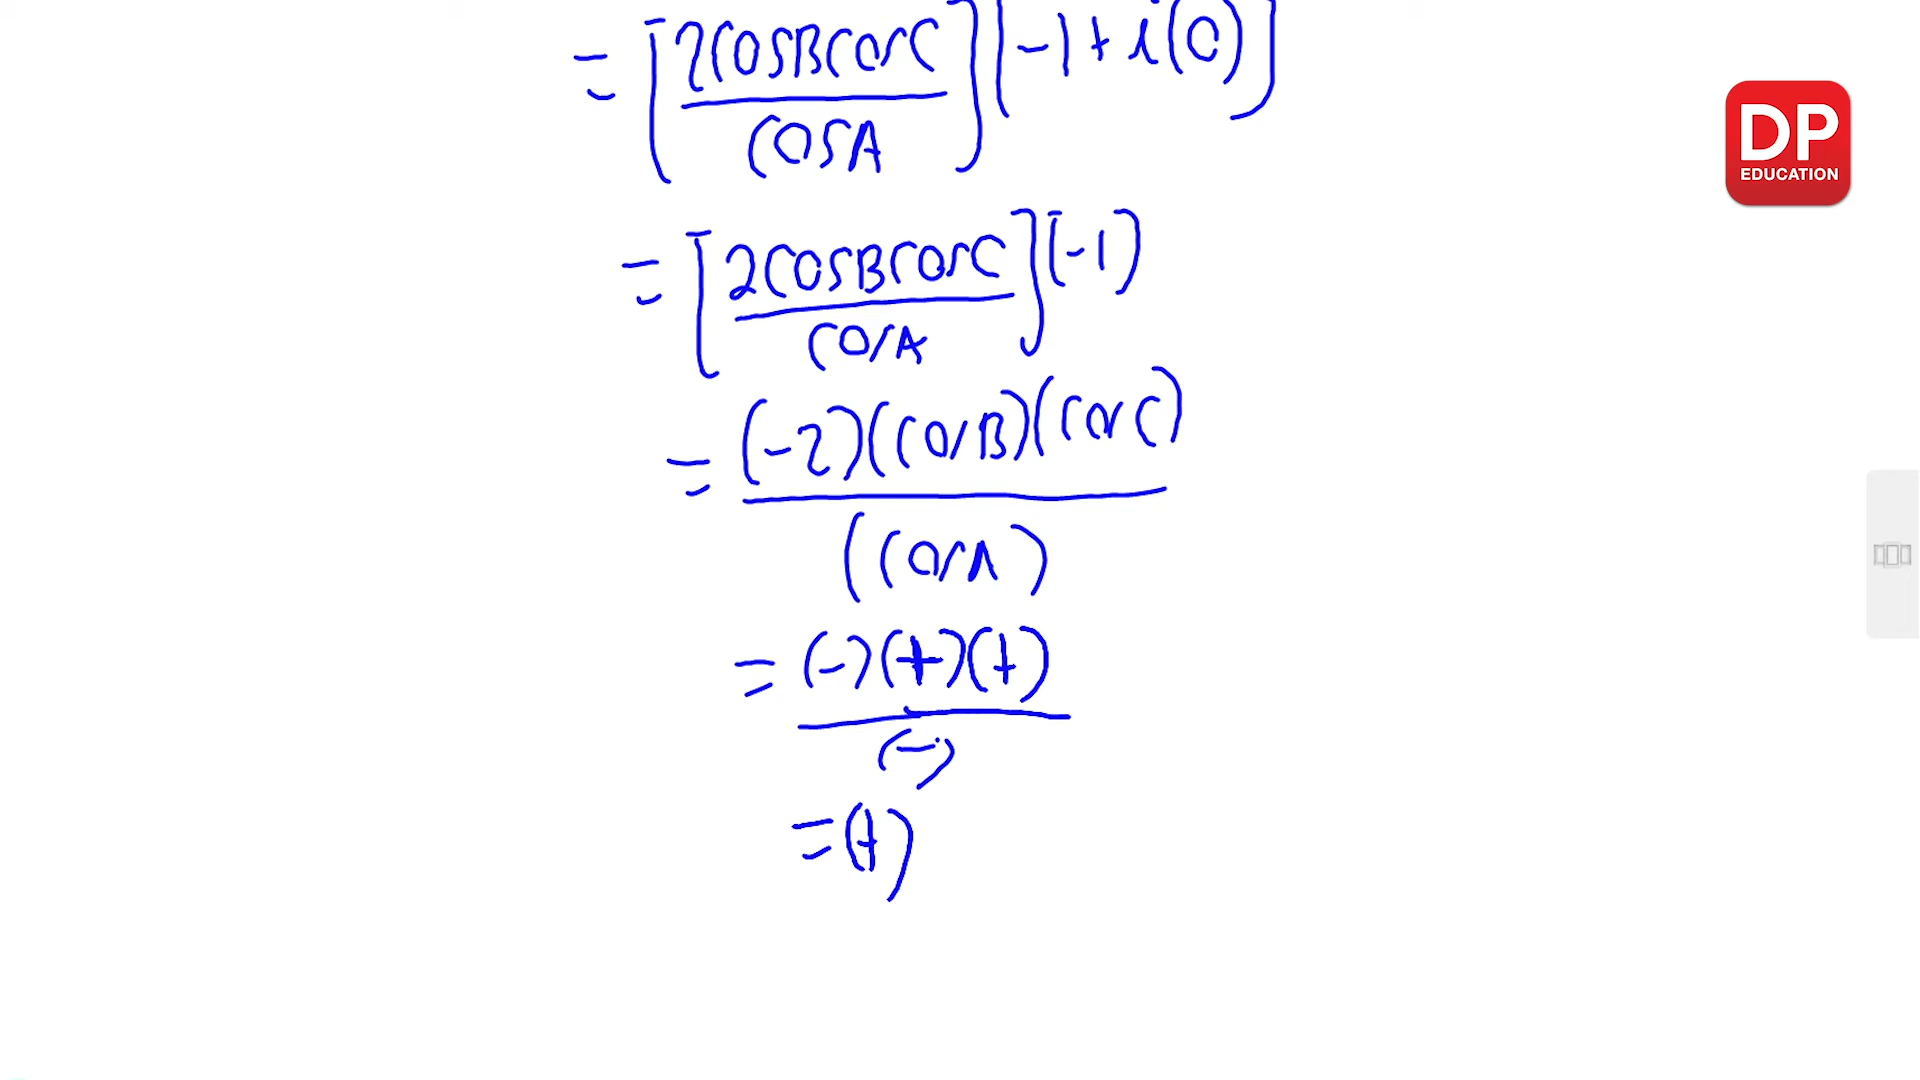 = [2cosBcosC / cosA] [-1 + i(0)]
DP
EDUCATION
= [2cosBcosC / cosA] (-1)
= (-2)(cosB)(cosC) / (cosA)
= (-)(+)(+) / (-)
= (+)